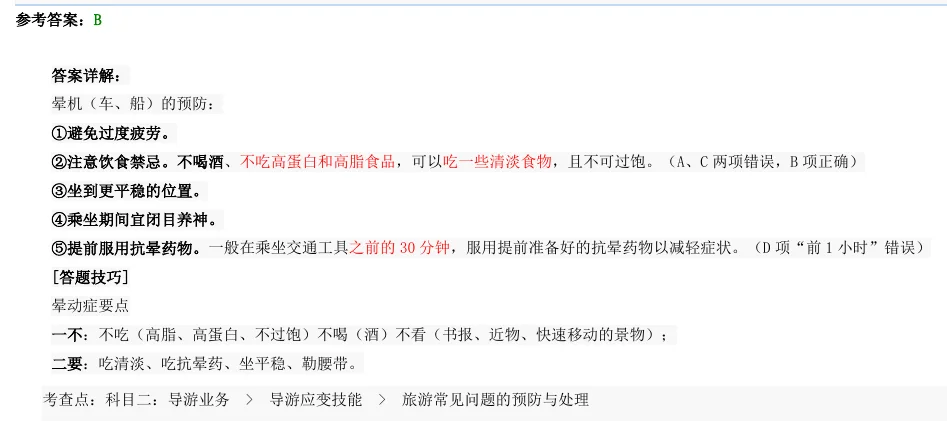 参考答案：B
答案详解：
晕机（车、船）的预防：
①避免过度疲劳。
②注意饮食禁忌。不喝酒、不吃高蛋白和高脂食品，可以吃一些清淡食物，且不可过饱。（A、C 两项错误，B 项正确）
③坐到更平稳的位置。
④乘坐期间宜闭目养神。
⑤提前服用抗晕药物。一般在乘坐交通工具之前的 30 分钟，服用提前准备好的抗晕药物以减轻症状。（D 项“前 1 小时”错误）
[答题技巧]
晕动症要点
一不：不吃（高脂、高蛋白、不过饱）不喝（酒）不看（书报、近物、快速移动的景物）；
二要：吃清淡、吃抗晕药、坐平稳、勒腰带。
考查点：科目二：导游业务 > 导游应变技能 > 旅游常见问题的预防与处理